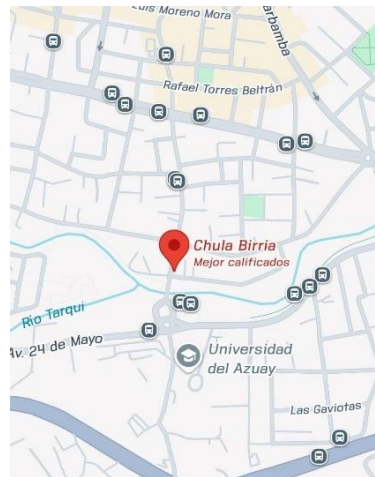 Luis Moreno Mora
arbamba
Rafael Torres Beltrán
Chula Birria
Mejor calificados
Río Tarqui
Av. 24 de Mayo
Universidad
del Azuay
Las Gaviotas